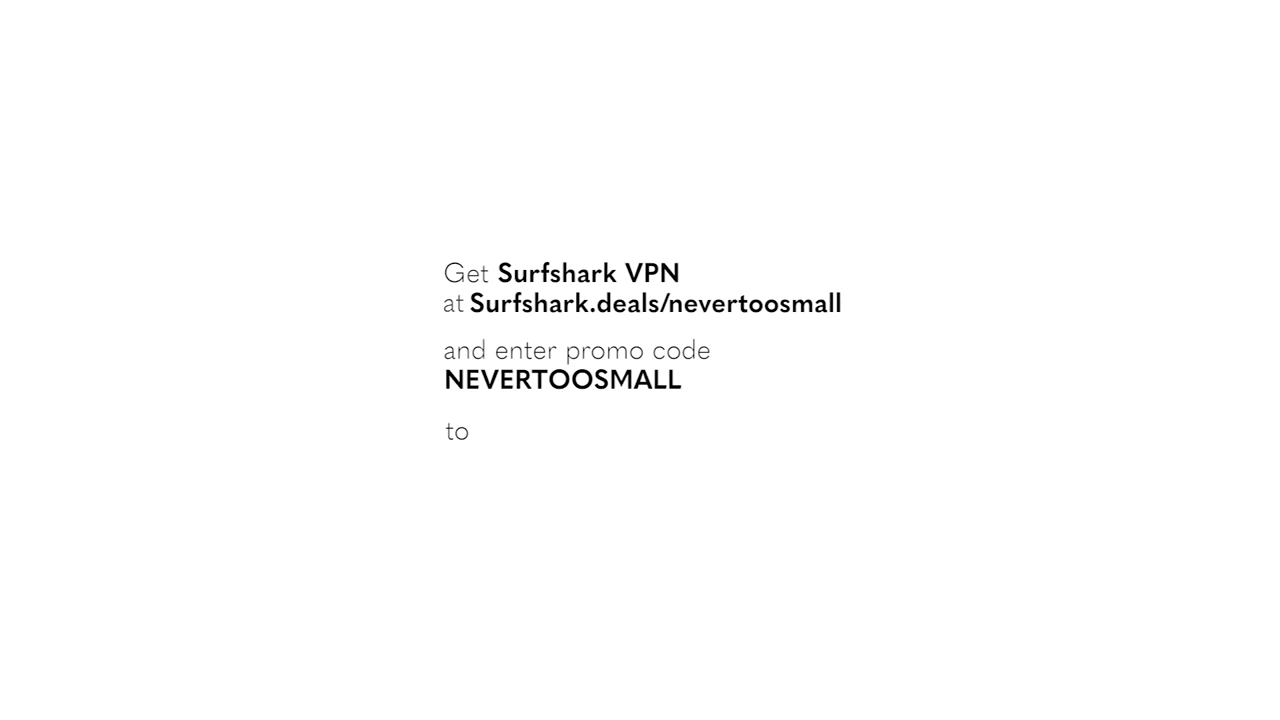 Get Surfshark VPN
at Surfshark.deals/nevertoosmall
and enter promo code
NEVERTOOSMALL
to